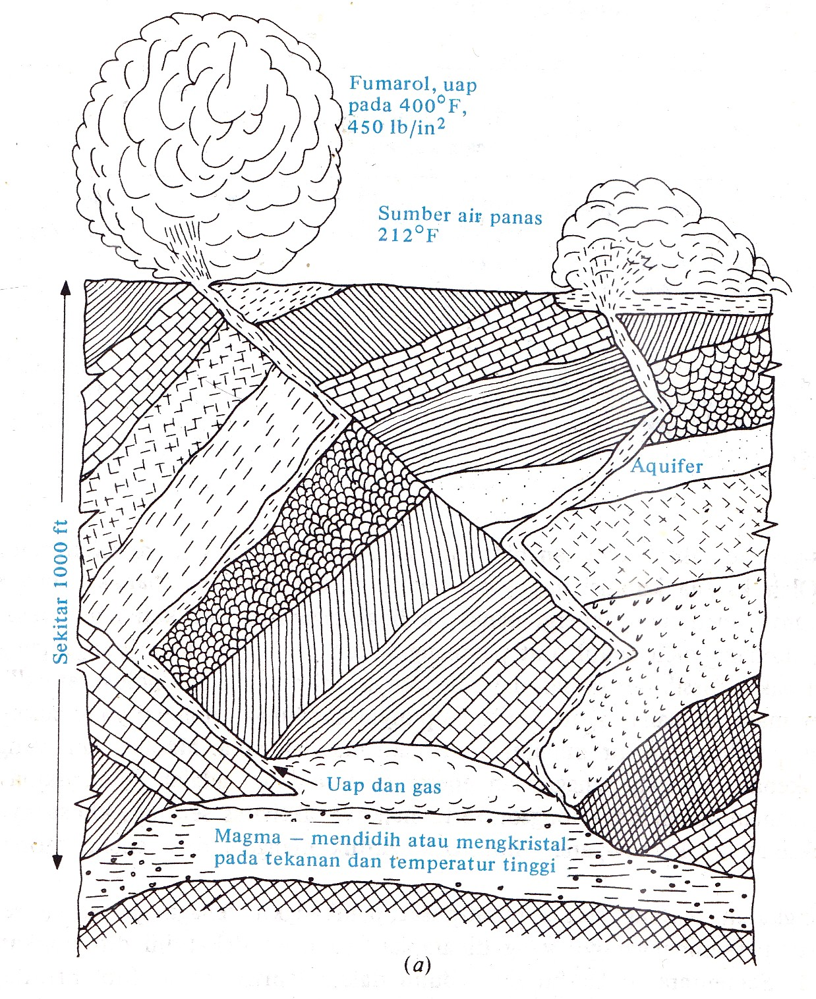 Fumarol, uap
pada 400°F,
450 lb/in²
Sumber air panas
212°F
Aquifer
Sekitar 1000 ft
Uap dan gas
Magma – mendidih atau mengkristal
pada tekanan dan temperatur tinggi
(a)